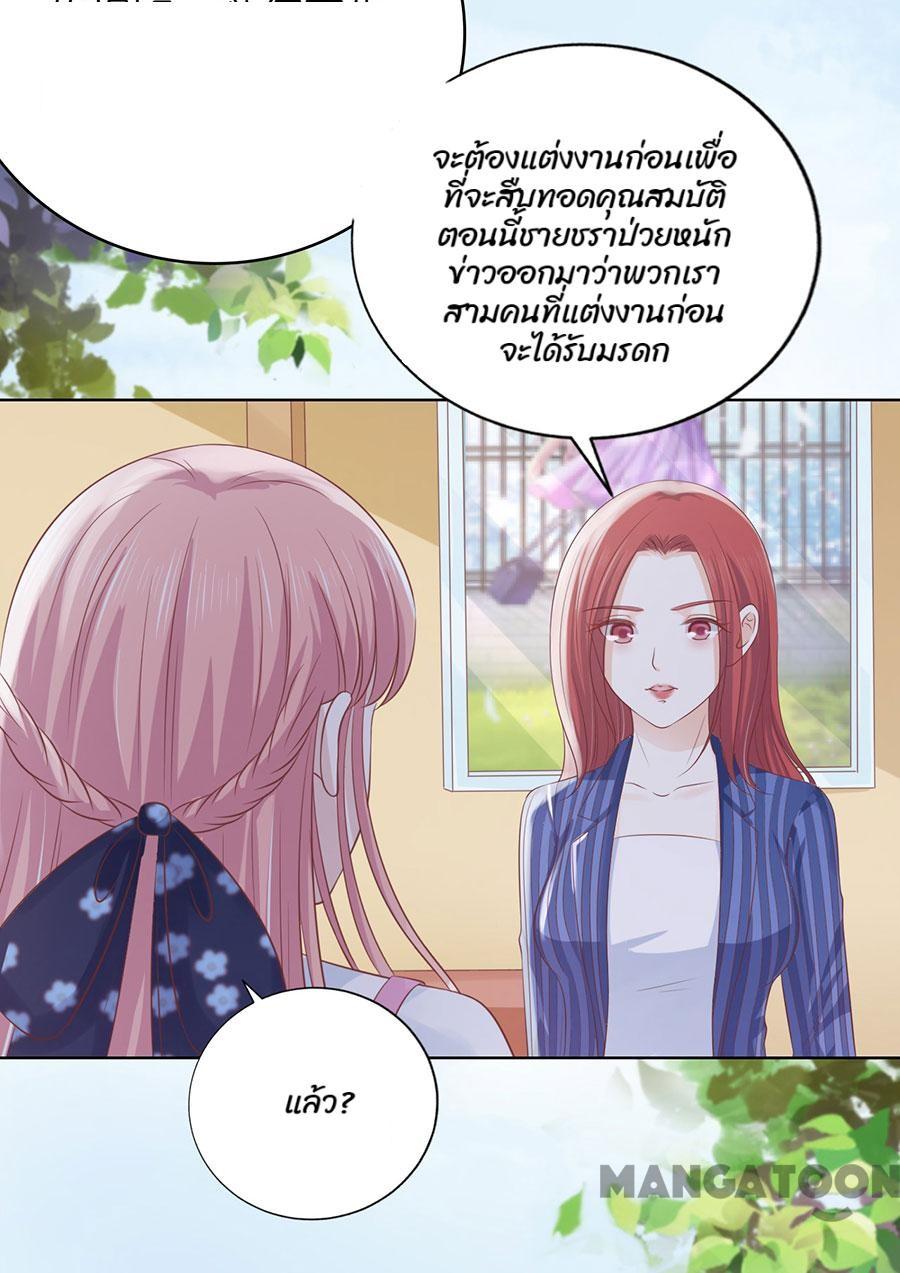 จะต้องแต่งงานก่อนเพื่อ
ที่จะสืบทอดคุณสมบัติ
ตอนนี้ชายชราป่วยหนัก
ข่าวออกมาว่าพวกเรา
สามคนที่แต่งงานก่อน
จะได้รับมรดก
แล้ว?
MANGATOON